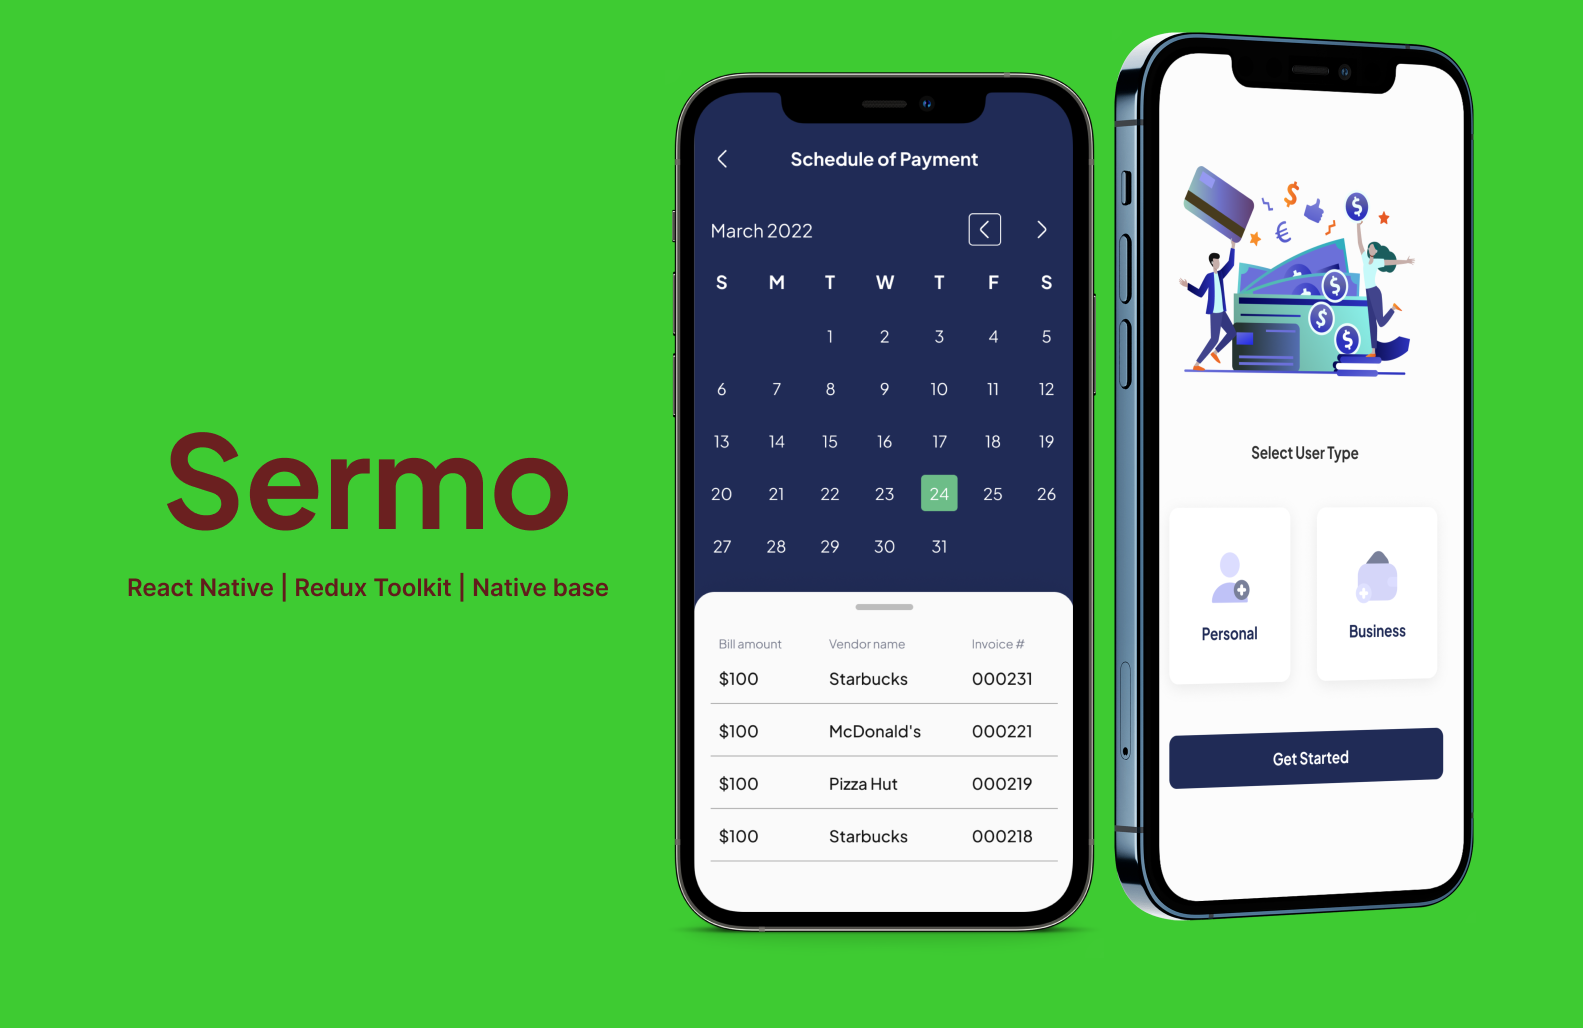 Sermo
React Native | Redux Toolkit | Native base
Schedule of Payment
March 2022
S M T W T F S
1 2 3 4 5
6 7 8 9 10 11 12
13 14 15 16 17 18 19
20 21 22 23 24 25 26
27 28 29 30 31
Bill amount Vendor name Invoice #
$100 Starbucks 000231
$100 McDonald's 000221
$100 Pizza Hut 000219
$100 Starbucks 000218
$
€
$
$
$
$
Select User Type
Personal Business
Get Started